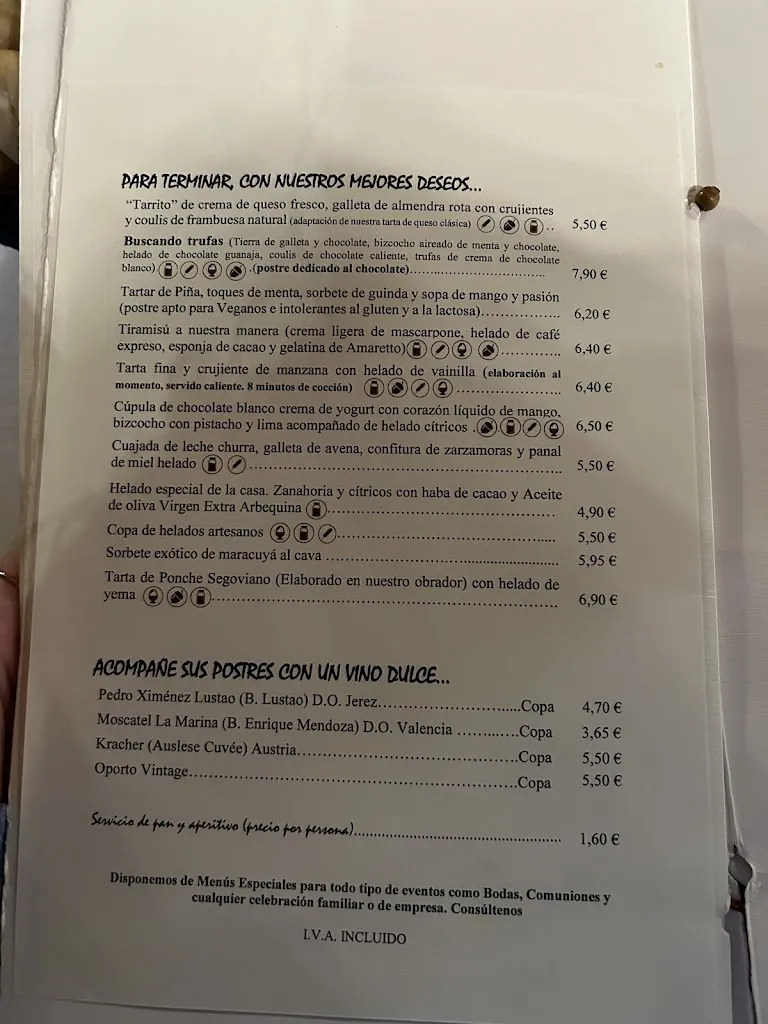 PARA TERMINAR, CON NUESTROS MEJORES DESEOS...
"Tarrito" de crema de queso fresco, galleta de almendra rota con crujientes
y coulis de frambuesa natural (adaptación de nuestra tarta de queso clásica) .. 5,50 €
Buscando trufas (Tierra de galleta y chocolate, bizcocho aireado de menta y chocolate,
helado de chocolate guanaja, coulis de chocolate caliente, trufas de crema de chocolate
blanco) .(postre dedicado al chocolate)................................ 7,90 €
Tartar de Piña, toques de menta, sorbete de guinda y sopa de mango y pasión
(postre apto para Veganos e intolerantes al gluten y a la lactosa)................ 6,20 €
Tiramisú a nuestra manera (crema ligera de mascarpone, helado de café
expreso, esponja de cacao y gelatina de Amaretto)............ 6,40 €
Tarta fina y crujiente de manzana con helado de vainilla (elaboración al
momento, servido caliente. 8 minutos de cocción) ..................... 6,40 €
Cúpula de chocolate blanco crema de yogurt con corazón líquido de mango,
bizcocho con pistacho y lima acompañado de helado cítricos . 6,50 €
Cuajada de leche churra, galleta de avena, confitura de zarzamoras y panal
de miel helado ................................................................ 5,50 €
Helado especial de la casa. Zanahoria y cítricos con haba de cacao y Aceite
de oliva Virgen Extra Arbequina ............................................... 4,90 €
Copa de helados artesanos ............................................. 5,50 €
Sorbete exótico de maracuyá al cava ................................................ 5,95 €
Tarta de Ponche Segoviano (Elaborado en nuestro obrador) con helado de
yema ........................................................................ 6,90 €
ACOMPAÑE SUS POSTRES CON UN VINO DULCE...
Pedro Ximénez Lustao (B. Lustao) D.O. Jerez..............................Copa 4,70 €
Moscatel La Marina (B. Enrique Mendoza) D.O. Valencia .............Copa 3,65 €
Kracher (Auslese Cuvée) Austria..............................................Copa 5,50 €
Oporto Vintage....................................................................Copa 5,50 €
Servicio de pan y aperitivo (precio por persona).............................................. 1,60 €
Disponemos de Menús Especiales para todo tipo de eventos como Bodas, Comuniones y
cualquier celebración familiar o de empresa. Consúltenos
I.V.A. INCLUIDO